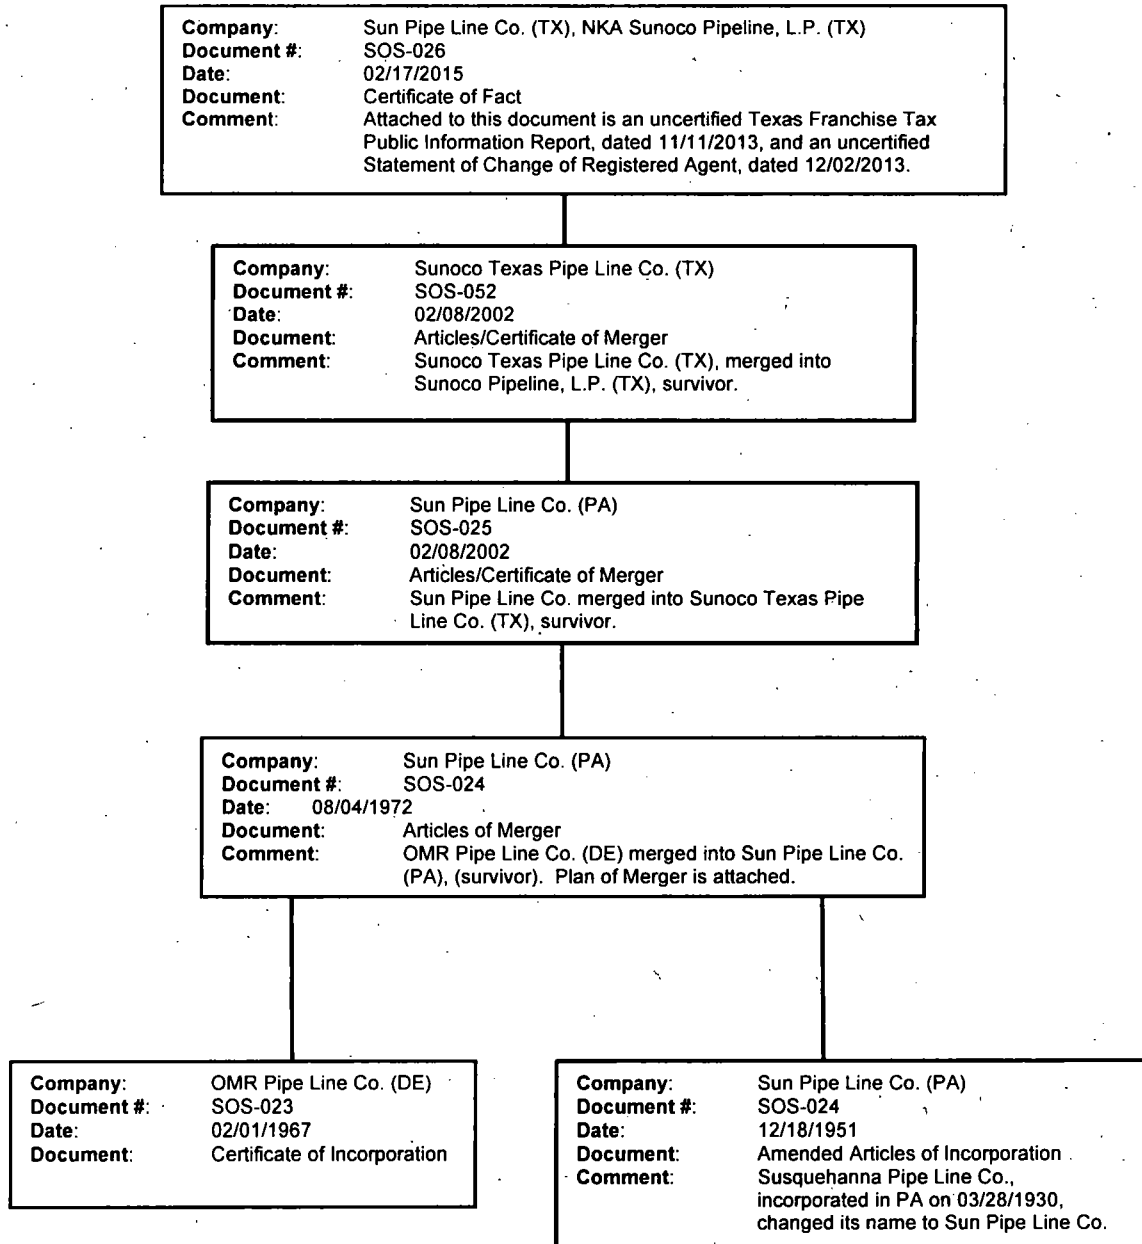 Company: Sun Pipe Line Co. (TX), NKA Sunoco Pipeline, L.P. (TX)
Document #: SOS-026
Date: 02/17/2015
Document: Certificate of Fact
Comment: Attached to this document is an uncertified Texas Franchise Tax
Public Information Report, dated 11/11/2013, and an uncertified
Statement of Change of Registered Agent, dated 12/02/2013.
Company: Sunoco Texas Pipe Line Co. (TX)
Document #: SOS-052
Date: 02/08/2002
Document: Articles/Certificate of Merger
Comment: Sunoco Texas Pipe Line Co. (TX), merged into
Sunoco Pipeline, L.P. (TX), survivor.
Company: Sun Pipe Line Co. (PA)
Document #: SOS-025
Date: 02/08/2002
Document: Articles/Certificate of Merger
Comment: Sun Pipe Line Co. merged into Sunoco Texas Pipe
Line Co. (TX), survivor.
Company: Sun Pipe Line Co. (PA)
Document #: SOS-024
Date: 08/04/1972
Document: Articles of Merger
Comment: OMR Pipe Line Co. (DE) merged into Sun Pipe Line Co.
(PA), (survivor). Plan of Merger is attached.
Company: OMR Pipe Line Co. (DE)
Document #: SOS-023
Date: 02/01/1967
Document: Certificate of Incorporation
Company: Sun Pipe Line Co. (PA)
Document #: SOS-024
Date: 12/18/1951
Document: Amended Articles of Incorporation
Comment: Susquehanna Pipe Line Co.,
incorporated in PA on 03/28/1930,
changed its name to Sun Pipe Line Co.